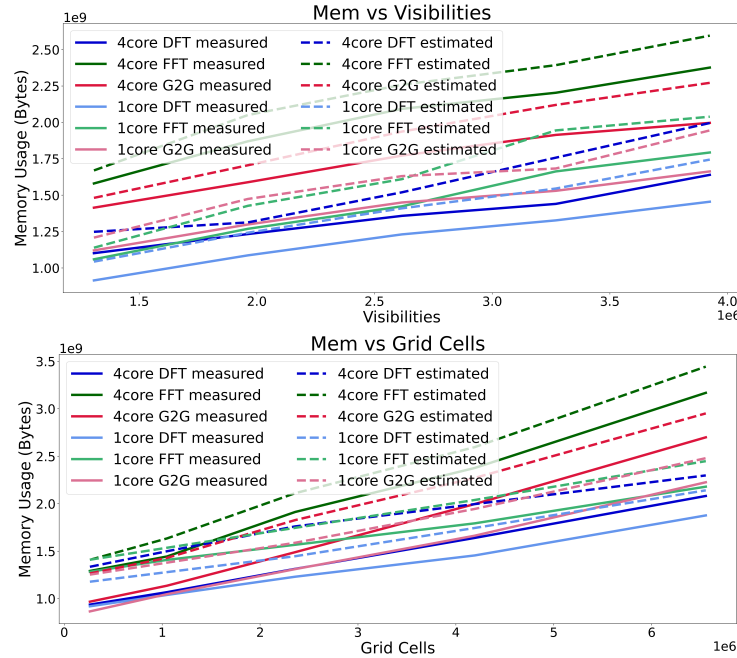 Mem vs Visibilities
1e9
Memory Usage (Bytes)
2.50
2.25
2.00
1.75
1.50
1.25
1.00
4core DFT measured
4core FFT measured
4core G2G measured
1core DFT measured
1core FFT measured
1core G2G measured
4core DFT estimated
4core FFT estimated
4core G2G estimated
1core DFT estimated
1core FFT estimated
1core G2G estimated
1.5 2.0 2.5 3.0 3.5 4.0
Visibilities
1e6
Mem vs Grid Cells
1e9
Memory Usage (Bytes)
3.5
3.0
2.5
2.0
1.5
1.0
4core DFT measured
4core FFT measured
4core G2G measured
1core DFT measured
1core FFT measured
1core G2G measured
4core DFT estimated
4core FFT estimated
4core G2G estimated
1core DFT estimated
1core FFT estimated
1core G2G estimated
0 1 2 3 4 5 6
Grid Cells
1e6